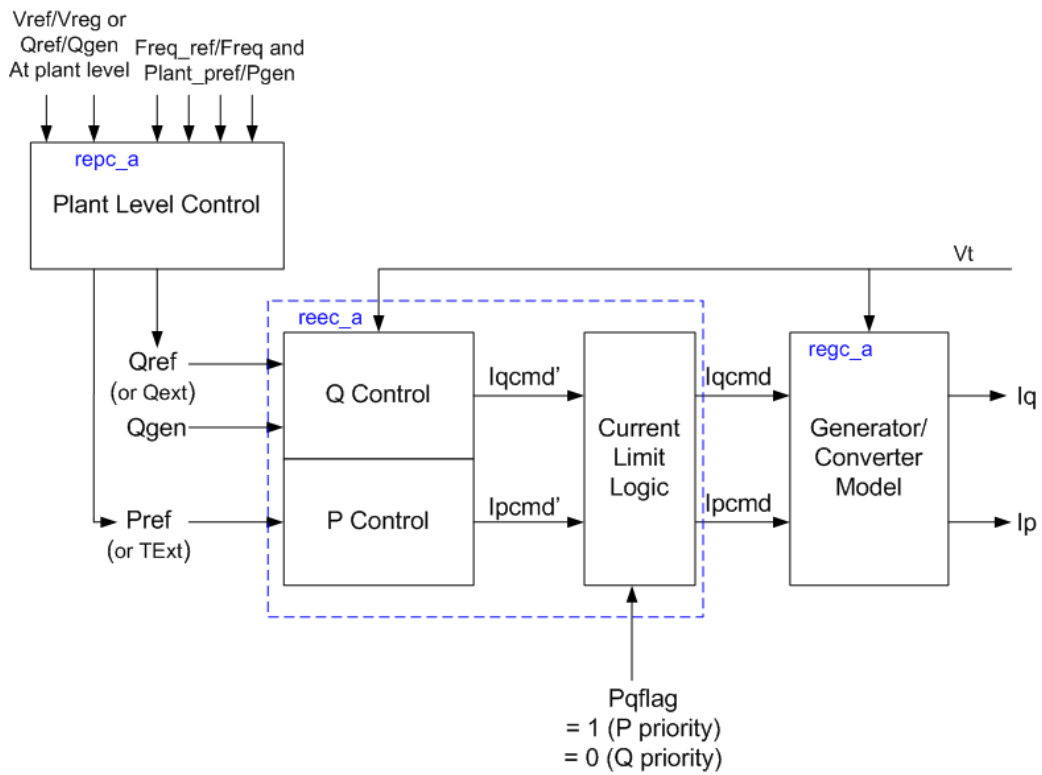 Vref/Vreg or
Qref/Qgen
At plant level
Freq_ref/Freq and
Plant_pref/Pgen
repc_a
Plant Level Control
Vt
reec_a
regc_a
Qref
(or Qext)
Qgen
Q Control
Iqcmd’
Iqcmd
Iq
Current
Limit
Logic
Generator/
Converter
Model
Pref
(or TExt)
P Control
Ipcmd’
Ipcmd
Ip
Pqflag
= 1 (P priority)
= 0 (Q priority)